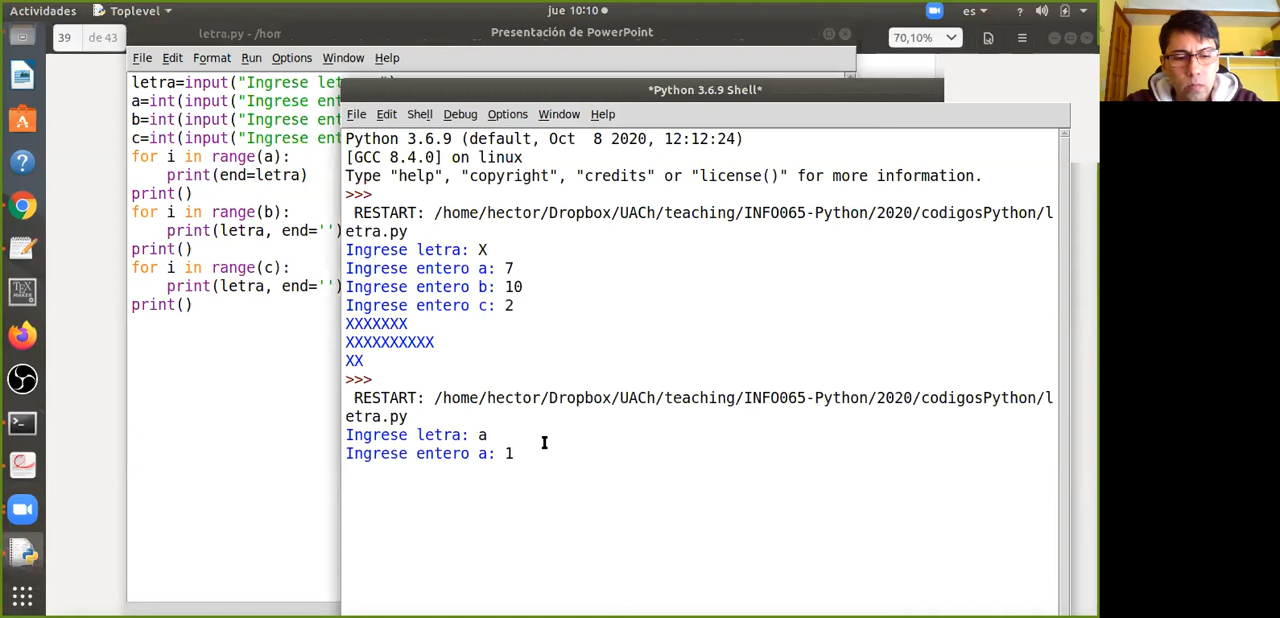 Actividades
Toplevel
jue 10:10
es
?
39 de 43
letra.py - /hom
Presentación de PowerPoint
70,10%
File Edit Format Run Options Window Help
letra=input("Ingrese let
a=int(input("Ingrese ent
b=int(input("Ingrese ent
c=int(input("Ingrese ent
for i in range(a):
    print(end=letra)
print()
for i in range(b):
    print(letra, end='')
print()
for i in range(c):
    print(letra, end='')
print()
*Python 3.6.9 Shell*
File Edit Shell Debug Options Window Help
Python 3.6.9 (default, Oct  8 2020, 12:12:24)
[GCC 8.4.0] on linux
Type "help", "copyright", "credits" or "license()" for more information.
>>>
 RESTART: /home/hector/Dropbox/UACh/teaching/INFO065-Python/2020/codigosPython/l
etra.py
Ingrese letra: X
Ingrese entero a: 7
Ingrese entero b: 10
Ingrese entero c: 2
XXXXXXX
XXXXXXXXXX
XX
>>>
 RESTART: /home/hector/Dropbox/UACh/teaching/INFO065-Python/2020/codigosPython/l
etra.py
Ingrese letra: a
Ingrese entero a: 1